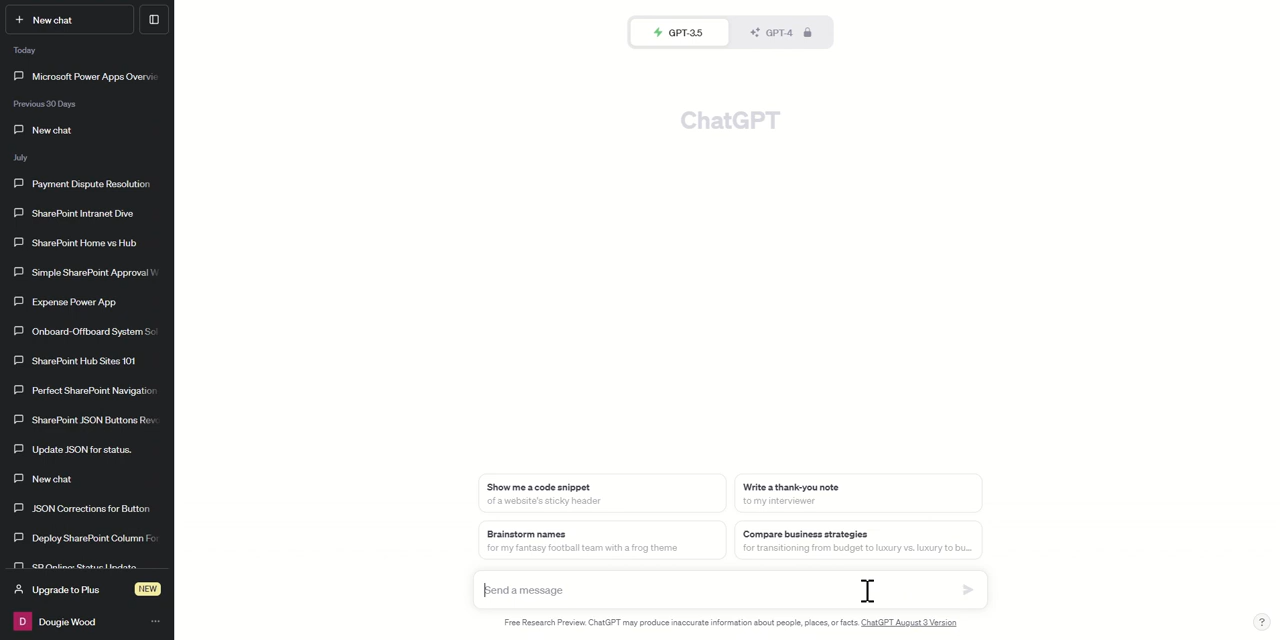 New chat
Today
Microsoft Power Apps Overvie
Previous 30 Days
New chat
July
Payment Dispute Resolution
SharePoint Intranet Dive
SharePoint Home vs Hub
Simple SharePoint Approval W
Expense Power App
Onboard-Offboard System Sol
SharePoint Hub Sites 101
Perfect SharePoint Navigation
SharePoint JSON Buttons Revo
Update JSON for status.
New chat
JSON Corrections for Button
Deploy SharePoint Column For
SP Online: Status Update
Upgrade to Plus NEW
D Dougie Wood
GPT-3.5 GPT-4
ChatGPT
Show me a code snippet
of a website's sticky header
Write a thank-you note
to my interviewer
Brainstorm names
for my fantasy football team with a frog theme
Compare business strategies
for transitioning from budget to luxury vs. luxury to bu...
Send a message
Free Research Preview. ChatGPT may produce inaccurate information about people, places, or facts. ChatGPT August 3 Version
?